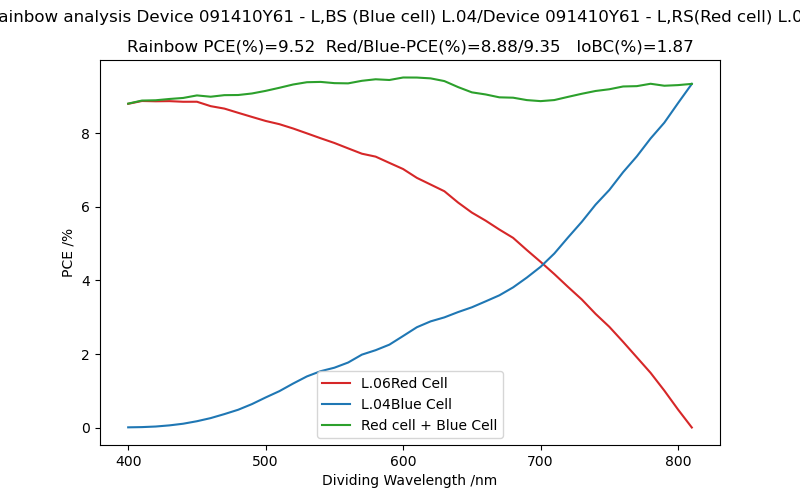 ainbow analysis Device 091410Y61 - L,BS (Blue cell) L.04/Device 091410Y61 - L,RS(Red cell) L.0
Rainbow PCE(%)=9.52 Red/Blue-PCE(%)=8.88/9.35 IoBC(%)=1.87
PCE /%
8
6
4
2
0
L.06Red Cell
L.04Blue Cell
Red cell + Blue Cell
400 500 600 700 800
Dividing Wavelength /nm